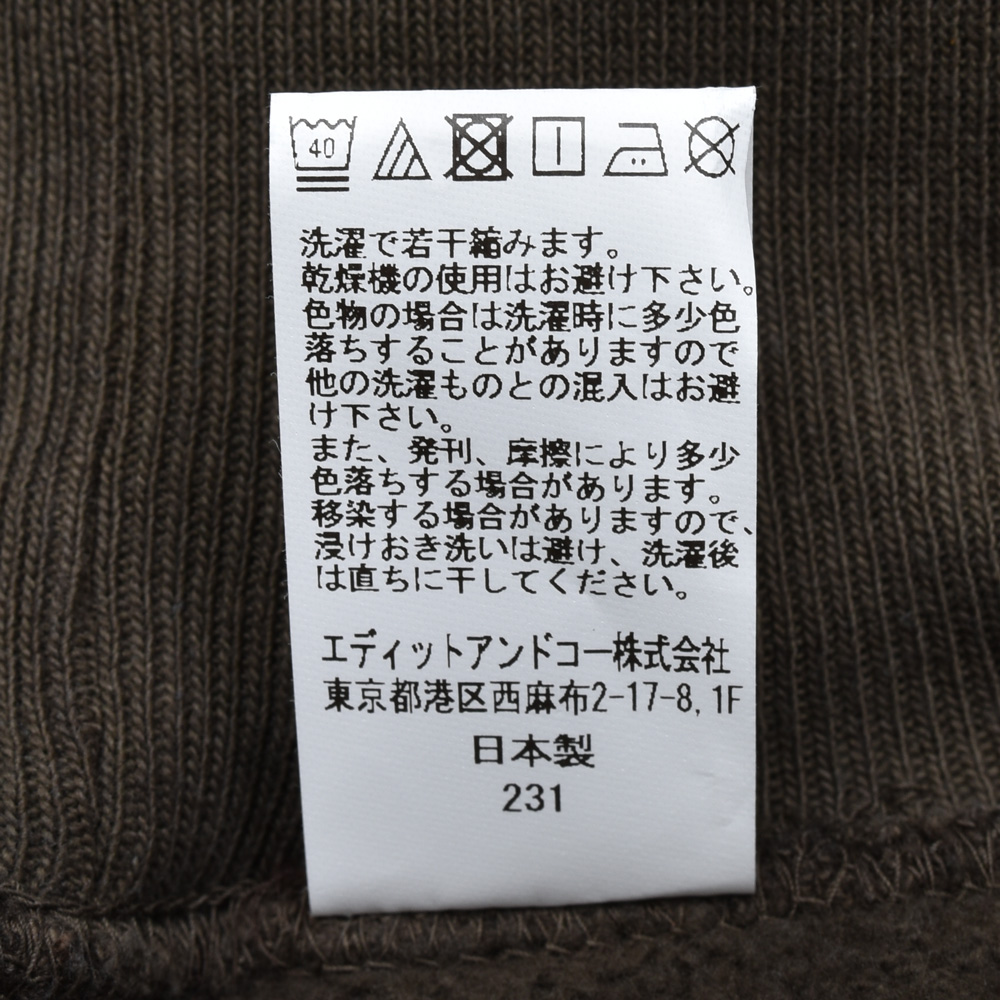 40
洗濯で若干縮みます。
乾燥機の使用はお避け下さい。
色物の場合は洗濯時に多少色
落ちすることがありますので
他の洗濯ものとの混入はお避
け下さい。
また、発刊、摩擦により多少
色落ちする場合があります。
移染する場合がありますので、
浸けおき洗いは避け、洗濯後
は直ちに干してください。
エディットアンドコー株式会社
東京都港区西麻布2-17-8,1F
日本製
231